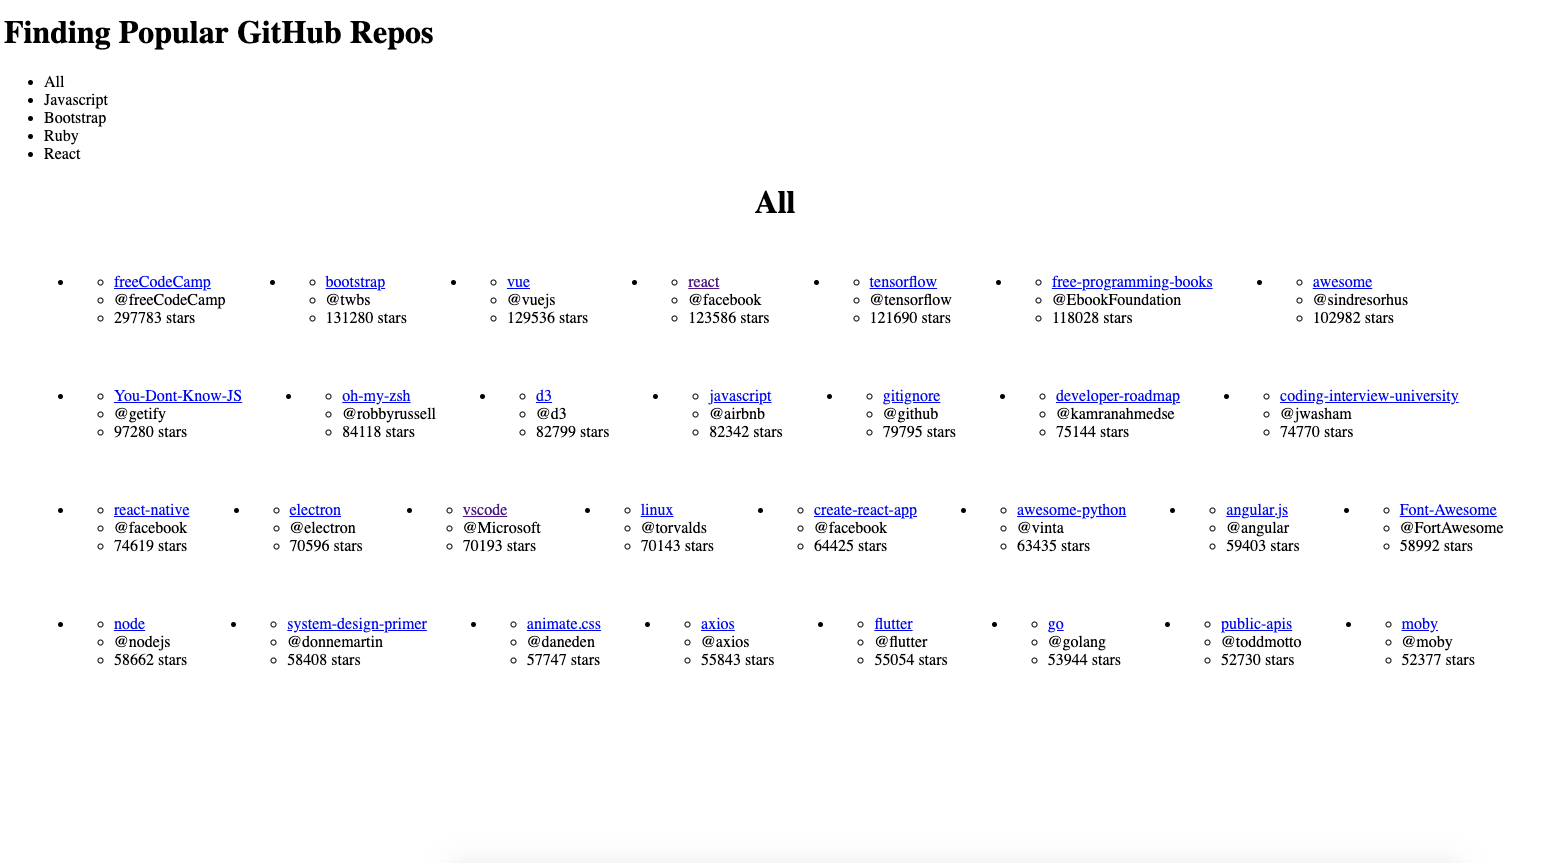 Finding Popular GitHub Repos
All
Javascript
Bootstrap
Ruby
React
All
freeCodeCamp
@freeCodeCamp
297783 stars
bootstrap
@twbs
131280 stars
vue
@vuejs
129536 stars
react
@facebook
123586 stars
tensorflow
@tensorflow
121690 stars
free-programming-books
@EbookFoundation
118028 stars
awesome
@sindresorhus
102982 stars
You-Dont-Know-JS
@getify
97280 stars
oh-my-zsh
@robbyrussell
84118 stars
d3
@d3
82799 stars
javascript
@airbnb
82342 stars
gitignore
@github
79795 stars
developer-roadmap
@kamranahmedse
75144 stars
coding-interview-university
@jwasham
74770 stars
react-native
@facebook
74619 stars
electron
@electron
70596 stars
vscode
@Microsoft
70193 stars
linux
@torvalds
70143 stars
create-react-app
@facebook
64425 stars
awesome-python
@vinta
63435 stars
angular.js
@angular
59403 stars
Font-Awesome
@FortAwesome
58992 stars
node
@nodejs
58662 stars
system-design-primer
@donnemartin
58408 stars
animate.css
@daneden
57747 stars
axios
@axios
55843 stars
flutter
@flutter
55054 stars
go
@golang
53944 stars
public-apis
@toddmotto
52730 stars
moby
@moby
52377 stars